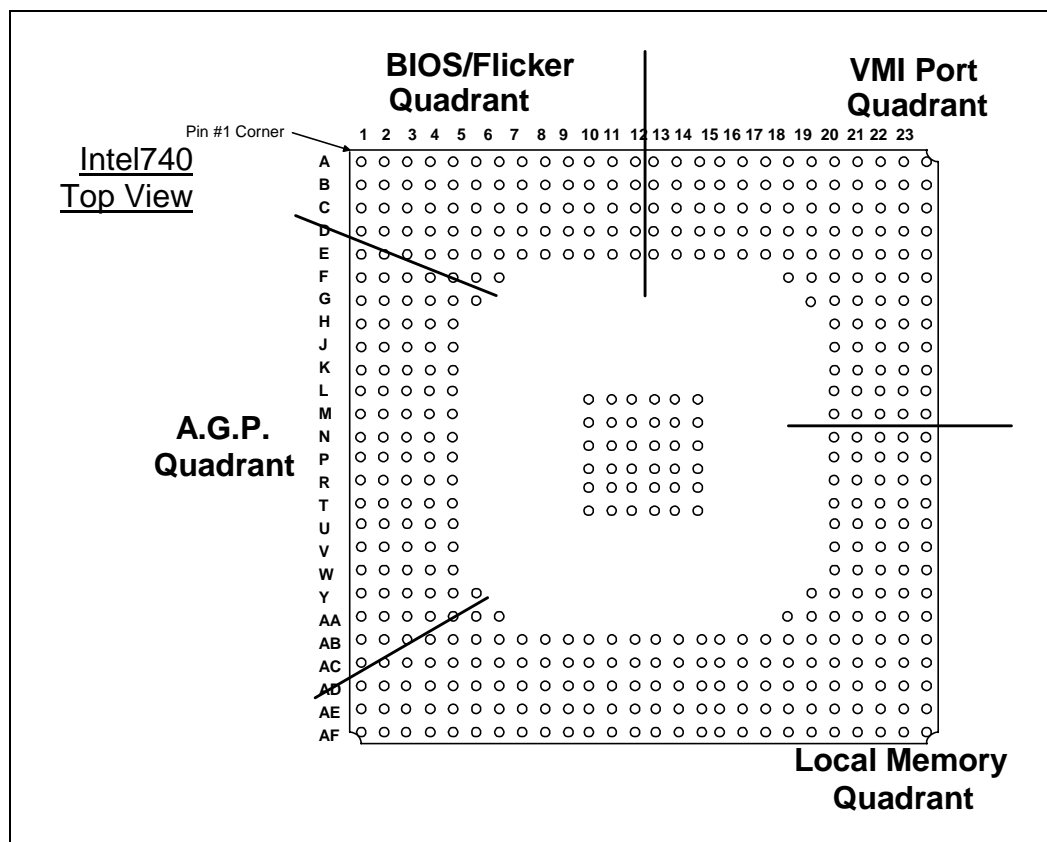 BIOS/Flicker
Quadrant
VMI Port
Quadrant
Pin #1 Corner
1 2 3 4 5 6 7 8 9 10 11 12 13 14 15 16 17 18 19 20 21 22 23
Intel740
Top View
A
B
C
D
E
F
G
H
J
K
L
M
N
P
R
T
U
V
W
Y
AA
AB
AC
AD
AE
AF
A.G.P.
Quadrant
Local Memory
Quadrant